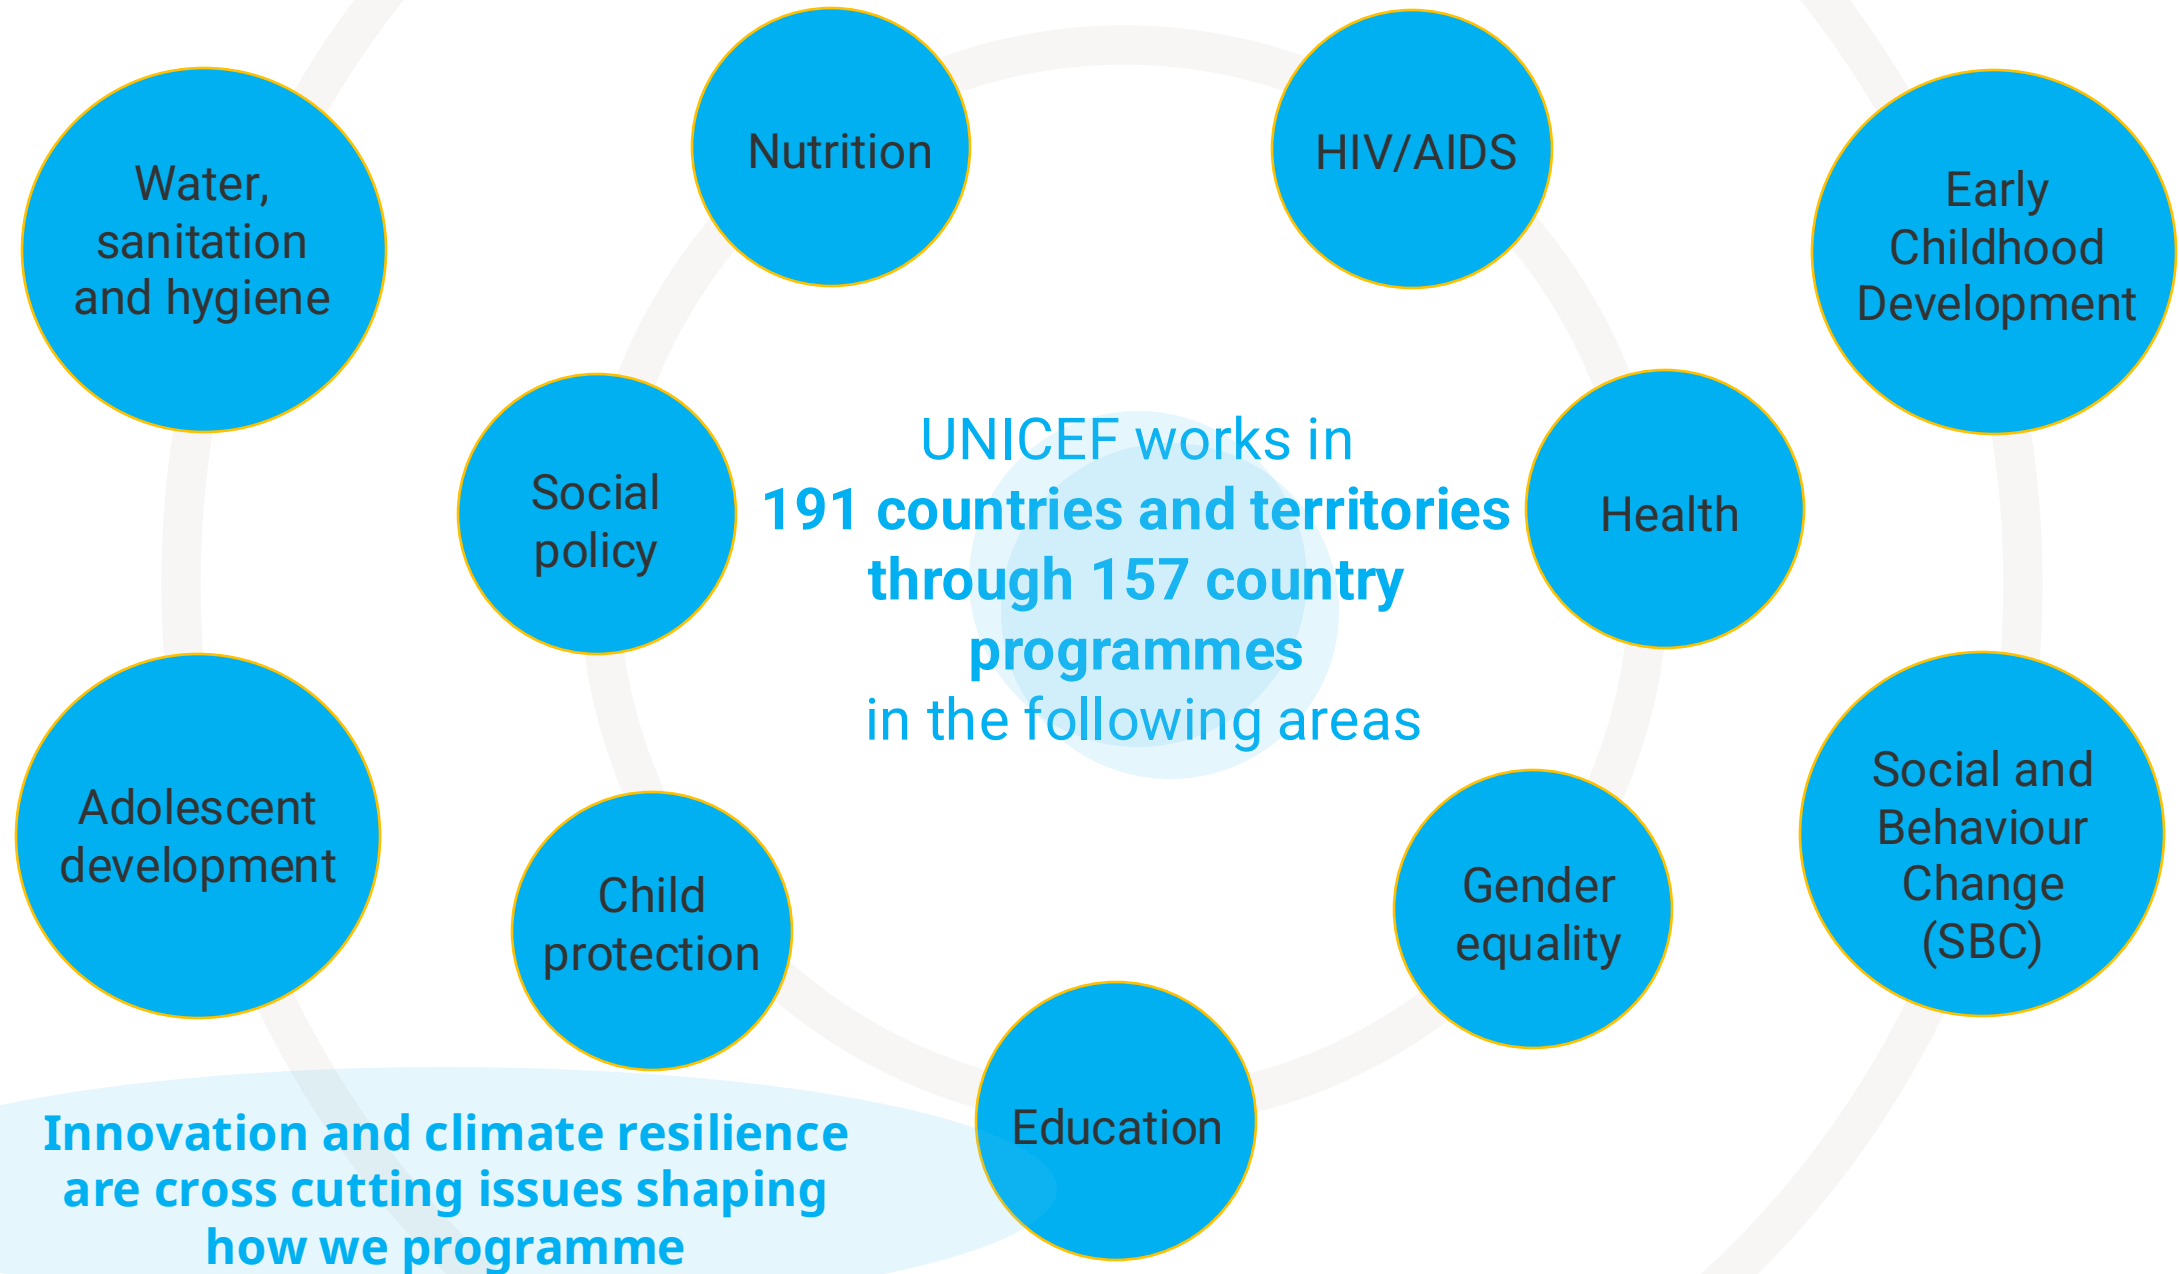 Nutrition
HIV/AIDS
Water,
sanitation
and hygiene
Early
Childhood
Development
UNICEF works in
191 countries and territories
through 157 country
programmes
in the following areas
Social
policy
Health
Adolescent
development
Child
protection
Gender
equality
Social and
Behaviour
Change
(SBC)
Education
Innovation and climate resilience
are cross cutting issues shaping
how we programme